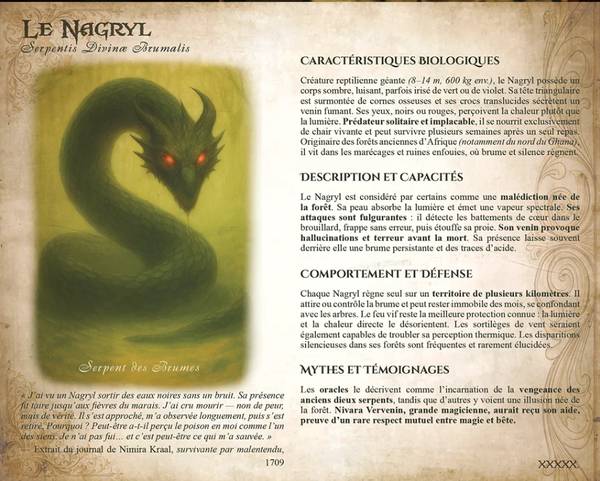 Le Nagryl
Serpentis Divinæ Brumalis
Serpent des Brumes
« J'ai vu un Nagryl sortir des eaux noires sans un bruit. Sa présence
fit taire jusqu'aux fièvres du marais. J'ai cru mourir — non de peur,
mais de vérité. Il s'est approché, m'a observée longuement, puis s'est
retiré. Pourquoi ? Peut-être a-t-il perçu le poison en moi comme l'un
des siens. Je n'ai pas fui… et c'est peut-être ce qui m'a sauvée. »
Extrait du journal de Nimira Kraal, survivante par malentendu,
1709
Caractéristiques Biologiques
Créature reptilienne géante (8–14 m, 600 kg env.), le Nagryl possède un
corps sombre, luisant, parfois irisé de vert ou de violet. Sa tête triangulaire
est surmontée de cornes osseuses et ses crocs translucides sécrètent un
venin fumant. Ses yeux, noirs ou rouges, perçoivent la chaleur plutôt que
la lumière. Prédateur solitaire et implacable, il se nourrit exclusivement
de chair vivante et peut survivre plusieurs semaines après un seul repas.
Originaire des forêts anciennes d'Afrique (notamment du nord du Ghana),
il vit dans les marécages et ruines enfouies, où brume et silence règnent.
Description et Capacités
Le Nagryl est considéré par certains comme une malédiction née de
la forêt. Sa peau absorbe la lumière et émet une vapeur spectrale. Ses
attaques sont fulgurantes : il détecte les battements de cœur dans le
brouillard, frappe sans erreur, puis étouffe sa proie. Son venin provoque
hallucinations et terreur avant la mort. Sa présence laisse souvent
derrière elle une brume persistante et des traces d'acide.
Comportement et Défense
Chaque Nagryl règne seul sur un territoire de plusieurs kilomètres. Il
attire ou contrôle la brume et peut rester immobile des mois, se confondant
avec les arbres. Le feu vif reste la meilleure protection connue : la lumière
et la chaleur directe le désorientent. Les sortilèges de vent seraient
également capables de troubler sa perception thermique. Les disparitions
silencieuses dans ses forêts sont fréquentes et rarement élucidées.
Mythes et Témoignages
Les oracles le décrivent comme l'incarnation de la vengeance des
anciens dieux serpents, tandis que d'autres y voient une illusion née de
la forêt. Nivara Vervenin, grande magicienne, aurait reçu son aide,
preuve d'un rare respect mutuel entre magie et bête.
XXXXX